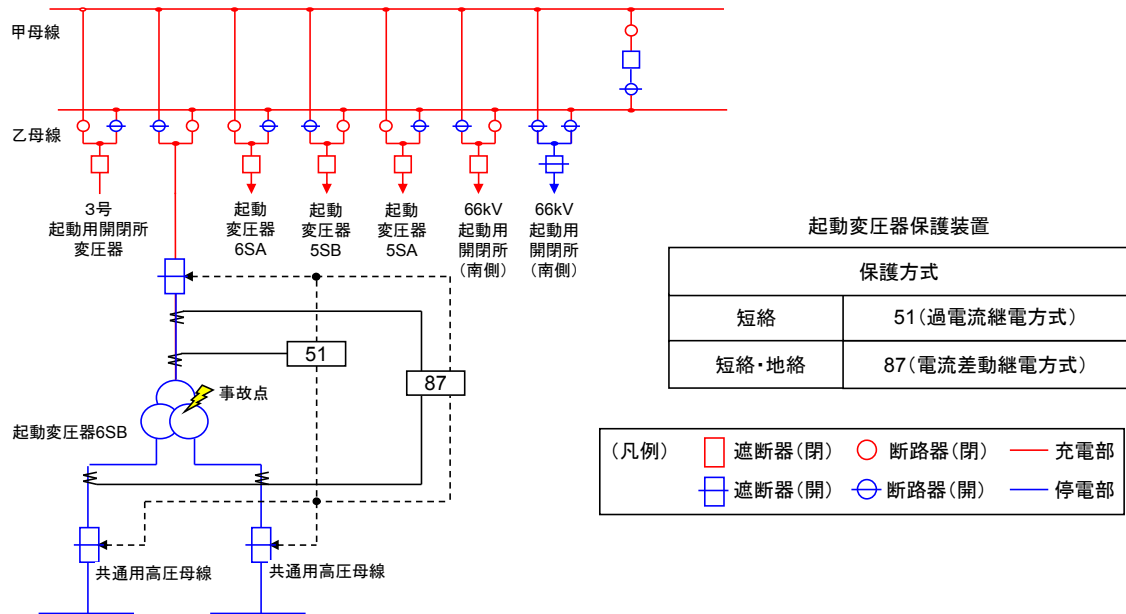 甲母線
乙母線
3号
起動用開閉所
変圧器
起動
変圧器
6SA
起動
変圧器
5SB
起動
変圧器
5SA
66kV
起動用
開閉所
(南側)
66kV
起動用
開閉所
(南側)
51
87
事故点
起動変圧器6SB
共通用高圧母線
共通用高圧母線
起動変圧器保護装置
保護方式
短絡 51(過電流継電方式)
短絡・地絡 87(電流差動継電方式)
(凡例) 遮断器(閉) 断路器(閉) 充電部
遮断器(開) 断路器(開) 停電部